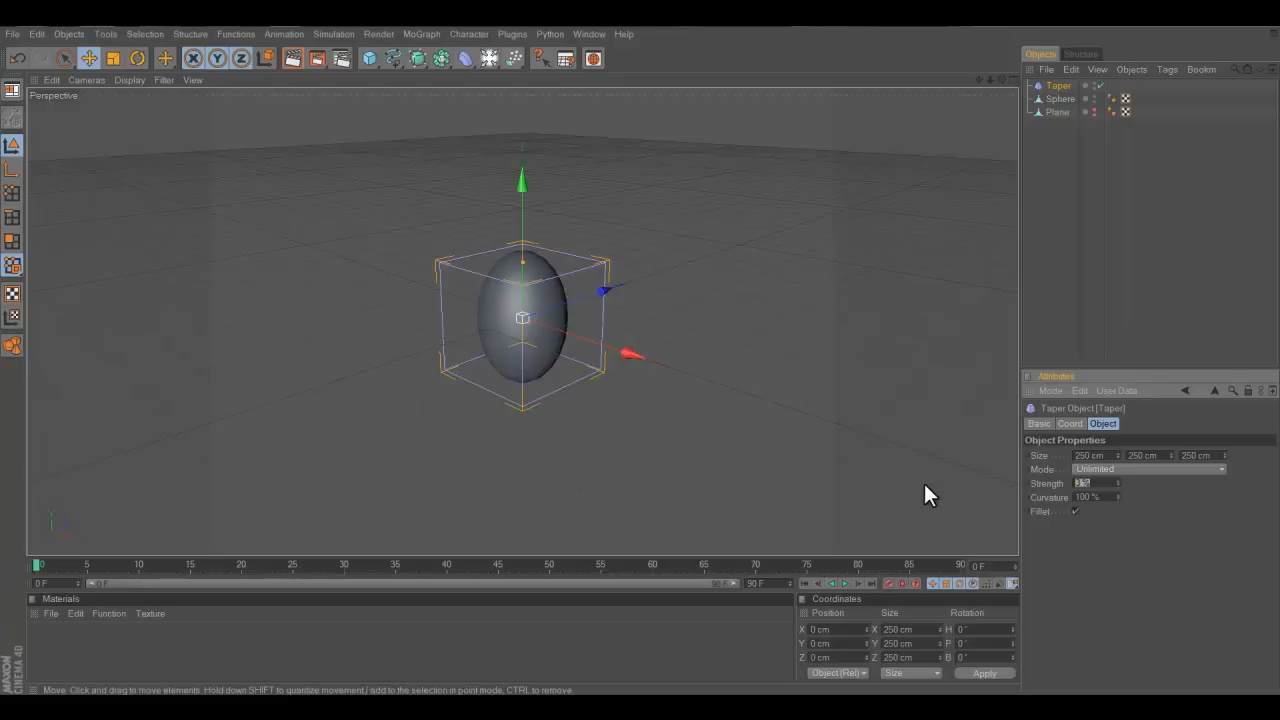 File Edit Objects Tools Selection Structure Functions Animation Simulation Render MoGraph Character Plugins Python Window Help
Objects Structure
File Edit View Objects Tags Bookm
Edit Cameras Display Filter View
Perspective
Taper
Sphere
Plane
Attributes
Mode Edit User Data
Taper Object [Taper]
Basic Coord Object
Object Properties
Size 250 cm 250 cm 250 cm
Mode Unlimited
Strength
Curvature 100 %
Fillet
Y
0 5 10 15 20 25 30 35 40 45 50 55 60 65 70 75 80 85 90 0 F
0 F 0 F 90 F 90 F
Materials
File Edit Function Texture
Coordinates
Position Size Rotation
X 0 cm X 250 cm H 0 °
Y 0 cm Y 250 cm P 0 °
Z 0 cm Z 250 cm B 0 °
Object (Rel) Size Apply
MAXON CINEMA 4D
Move: Click and drag to move elements. Hold down SHIFT to quantize movement / add to the selection in point mode, CTRL to remove.